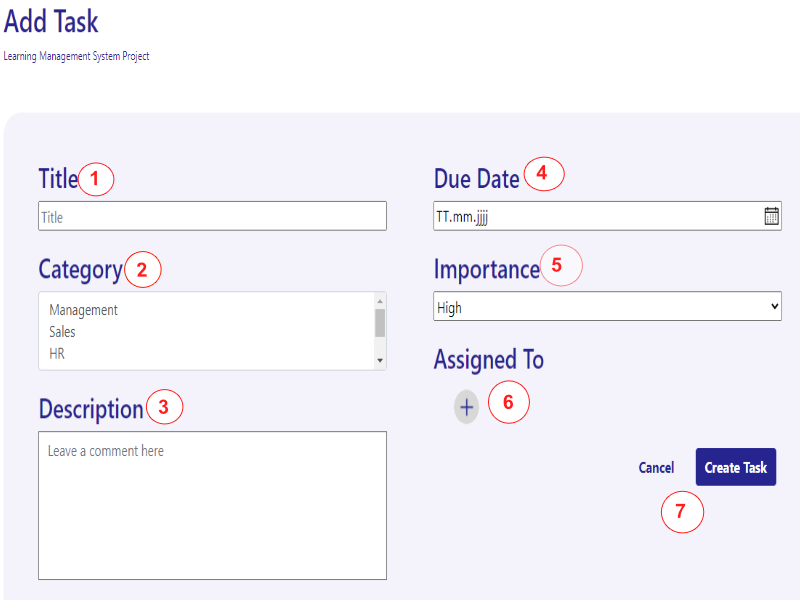 Add Task
Learning Management System Project
Title 1
Title
Category 2
Management
Sales
HR
Description 3
Leave a comment here
Due Date 4
TT.mm.jjjj
Importance 5
High
Assigned To
+ 6
Cancel Create Task
7